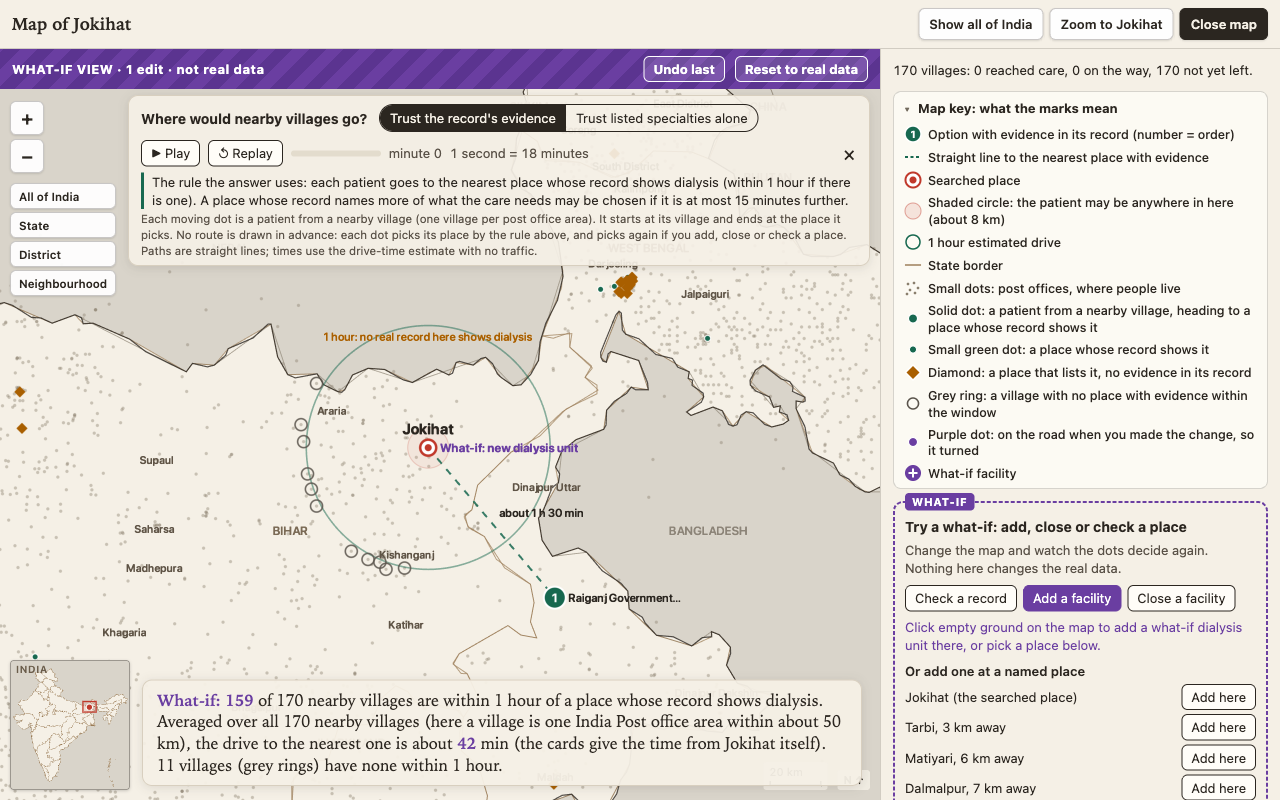 Map of Jokihat
Show all of India
Zoom to Jokihat
Close map
WHAT-IF VIEW · 1 edit · not real data
Undo last
Reset to real data
+
−
All of India
State
District
Neighbourhood
Where would nearby villages go?
Trust the record's evidence
Trust listed specialties alone
Play
Replay
minute 0 1 second = 18 minutes
The rule the answer uses: each patient goes to the nearest place whose record shows dialysis (within 1 hour if there
is one). A place whose record names more of what the care needs may be chosen if it is at most 15 minutes further.
Each moving dot is a patient from a nearby village (one village per post office area). It starts at its village and ends at the place it
picks. No route is drawn in advance: each dot picks its place by the rule above, and picks again if you add, close or check a place.
Paths are straight lines; times use the drive-time estimate with no traffic.
South District
WEST BENGAL
Darjeeling
Jalpaiguri
1 hour: no real record here shows dialysis
Araria
Jokihat
What-if: new dialysis unit
Supaul
Dinajpur Uttar
about 1 h 30 min
Saharsa
BIHAR
BANGLADESH
Kishanganj
Madhepura
1
Raiganj Government…
Katihar
Khagaria
INDIA
What-if: 159 of 170 nearby villages are within 1 hour of a place whose record shows dialysis.
Averaged over all 170 nearby villages (here a village is one India Post office area within about 50
km), the drive to the nearest one is about 42 min (the cards give the time from Jokihat itself).
11 villages (grey rings) have none within 1 hour.
20 km
N
170 villages: 0 reached care, 0 on the way, 170 not yet left.
Map key: what the marks mean
1
Option with evidence in its record (number = order)
Straight line to the nearest place with evidence
Searched place
Shaded circle: the patient may be anywhere in here
(about 8 km)
1 hour estimated drive
State border
Small dots: post offices, where people live
Solid dot: a patient from a nearby village, heading to a
place whose record shows it
Small green dot: a place whose record shows it
Diamond: a place that lists it, no evidence in its record
Grey ring: a village with no place with evidence within
the window
Purple dot: on the road when you made the change, so
it turned
What-if facility
WHAT-IF
Try a what-if: add, close or check a place
Change the map and watch the dots decide again.
Nothing here changes the real data.
Check a record
Add a facility
Close a facility
Click empty ground on the map to add a what-if dialysis
unit there, or pick a place below.
Or add one at a named place
Jokihat (the searched place)
Add here
Tarbi, 3 km away
Add here
Matiyari, 6 km away
Add here
Dalmalpur, 7 km away
Add here